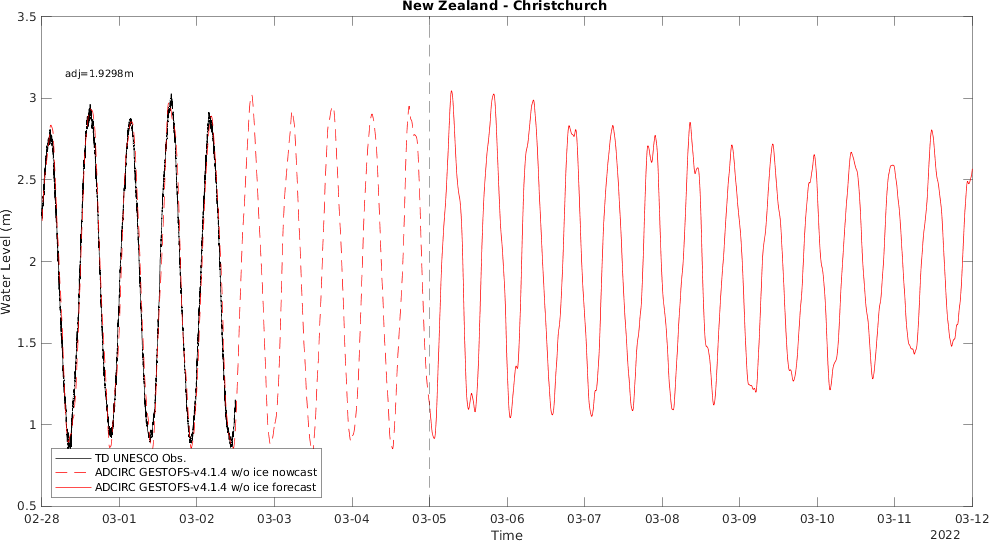 New Zealand - Christchurch
adj=1.9298m
Water Level (m)
3.5
3
2.5
2
1.5
1
0.5
TD UNESCO Obs.
ADCIRC GESTOFS-v4.1.4 w/o ice nowcast
ADCIRC GESTOFS-v4.1.4 w/o ice forecast
02-28 03-01 03-02 03-03 03-04 03-05 03-06 03-07 03-08 03-09 03-10 03-11 03-12
Time
2022